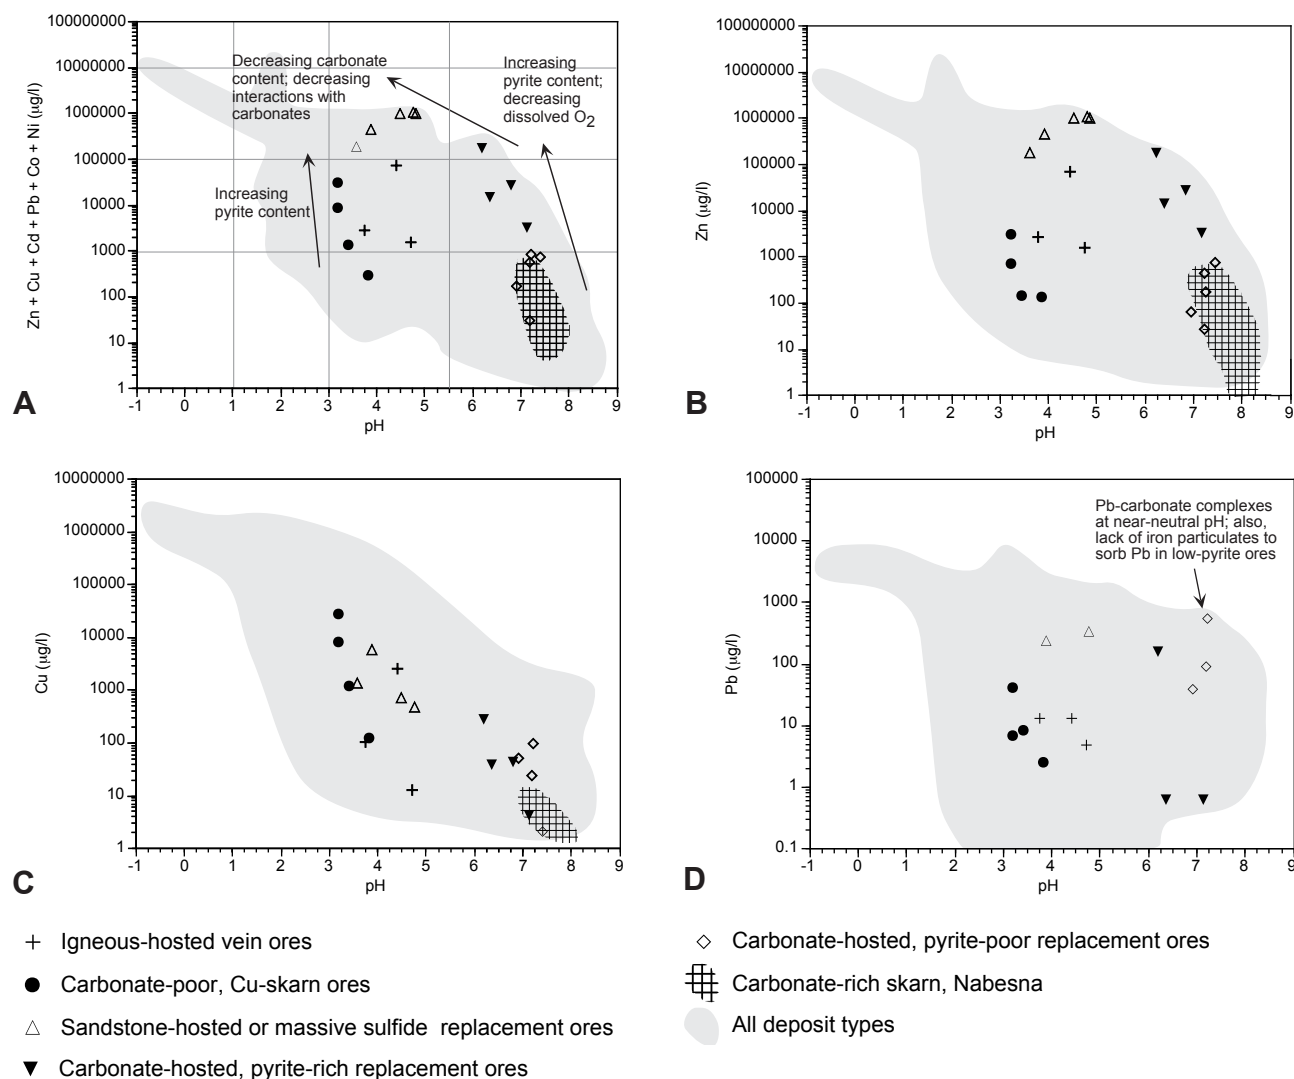 100000000
10000000
1000000
100000
10000
1000
100
10
1
Zn + Cu + Cd + Pb + Co + Ni (µg/l)
Decreasing carbonate
content; decreasing
interactions with
carbonates
Increasing
pyrite content;
decreasing
dissolved O2
Increasing
pyrite content
-1 0 1 2 3 4 5 6 7 8 9
pH
A
100000000
10000000
1000000
100000
10000
1000
100
10
1
Zn (µg/l)
-1 0 1 2 3 4 5 6 7 8 9
pH
B
10000000
1000000
100000
10000
1000
100
10
1
Cu (µg/l)
-1 0 1 2 3 4 5 6 7 8 9
pH
C
100000
10000
1000
100
10
1
0.1
Pb (µg/l)
Pb-carbonate complexes
at near-neutral pH; also,
lack of iron particulates to
sorb Pb in low-pyrite ores
-1 0 1 2 3 4 5 6 7 8 9
pH
D
Igneous-hosted vein ores
Carbonate-poor, Cu-skarn ores
Sandstone-hosted or massive sulfide replacement ores
Carbonate-hosted, pyrite-rich replacement ores
Carbonate-hosted, pyrite-poor replacement ores
Carbonate-rich skarn, Nabesna
All deposit types